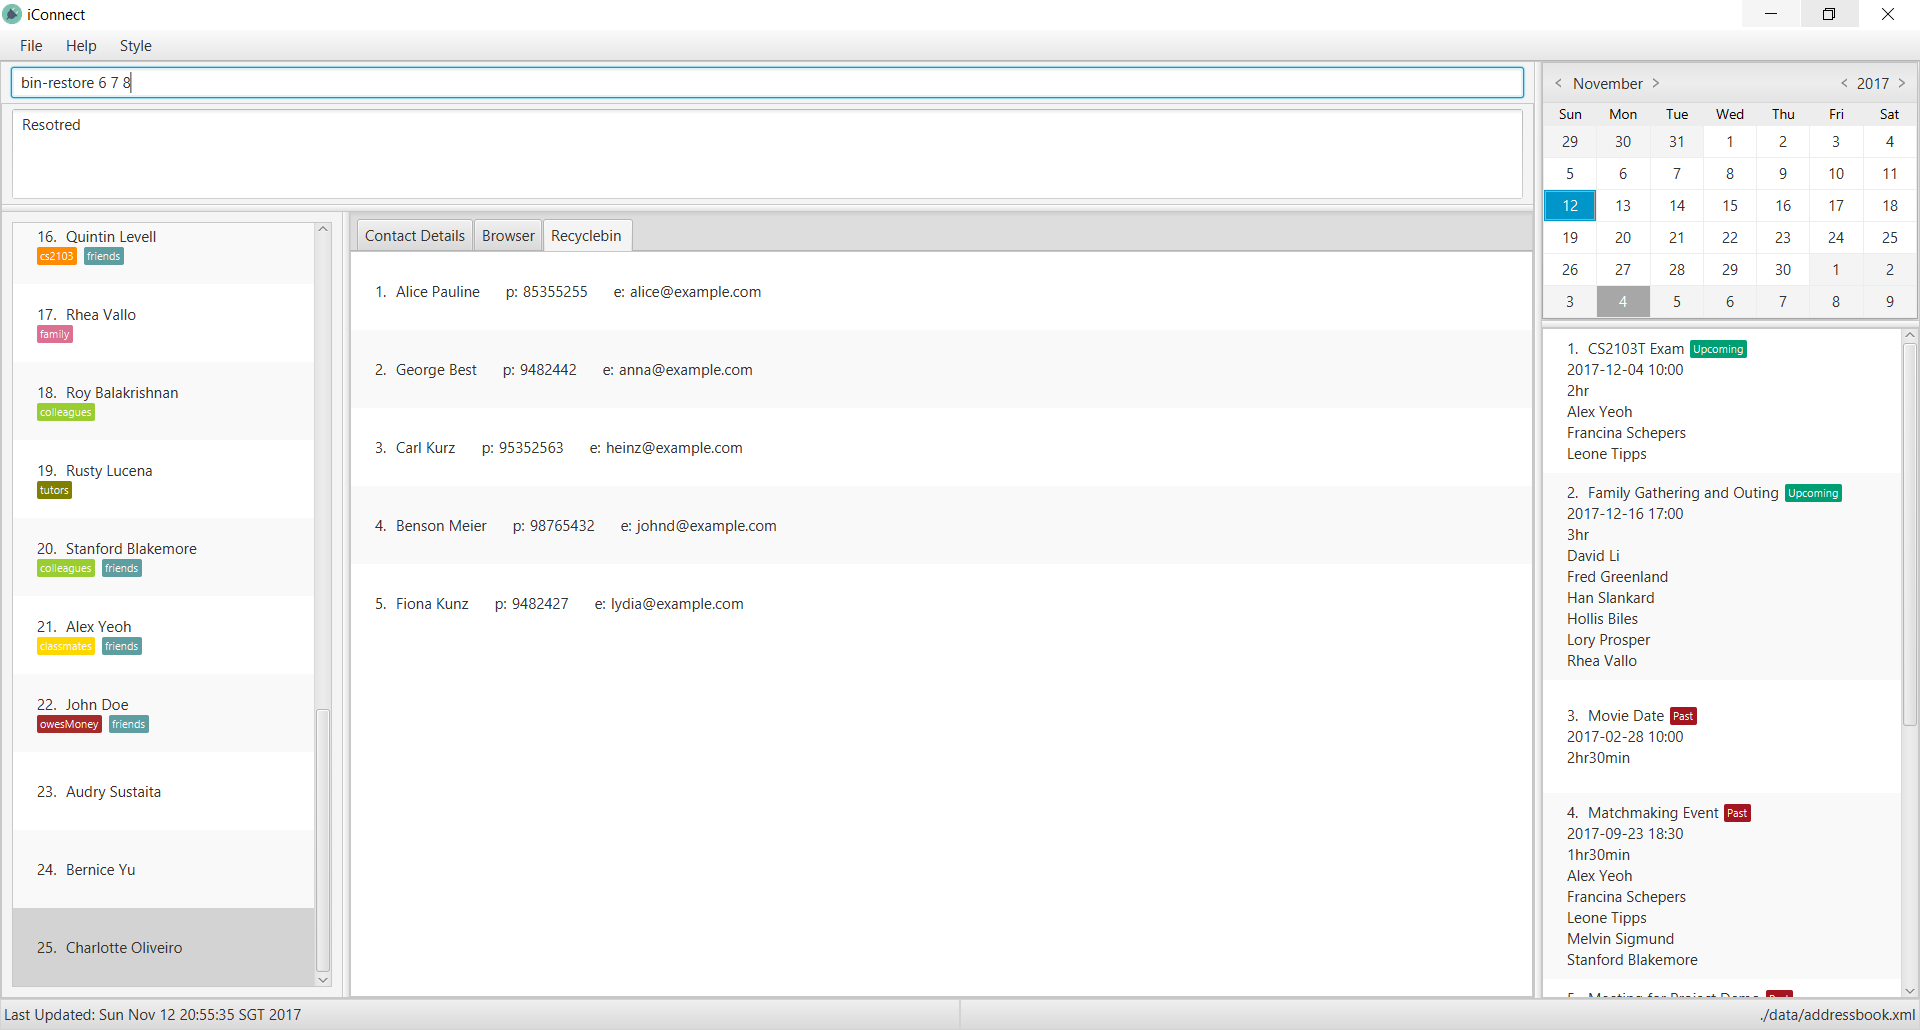 iConnect
File Help Style
bin-restore 6 7 8
Resotred
16. Quintin Levell
cs2103 friends
17. Rhea Vallo
family
18. Roy Balakrishnan
colleagues
19. Rusty Lucena
tutors
20. Stanford Blakemore
colleagues friends
21. Alex Yeoh
classmates friends
22. John Doe
owesMoney friends
23. Audry Sustaita
24. Bernice Yu
25. Charlotte Oliveiro
Contact Details Browser Recyclebin
1. Alice Pauline p: 85355255 e: alice@example.com
2. George Best p: 9482442 e: anna@example.com
3. Carl Kurz p: 95352563 e: heinz@example.com
4. Benson Meier p: 98765432 e: johnd@example.com
5. Fiona Kunz p: 9482427 e: lydia@example.com
< November > < 2017 >
Sun Mon Tue Wed Thu Fri Sat
29 30 31 1 2 3 4
5 6 7 8 9 10 11
12 13 14 15 16 17 18
19 20 21 22 23 24 25
26 27 28 29 30 1 2
3 4 5 6 7 8 9
1. CS2103T Exam Upcoming
2017-12-04 10:00
2hr
Alex Yeoh
Francina Schepers
Leone Tipps
2. Family Gathering and Outing Upcoming
2017-12-16 17:00
3hr
David Li
Fred Greenland
Han Slankard
Hollis Biles
Lory Prosper
Rhea Vallo
3. Movie Date Past
2017-02-28 10:00
2hr30min
4. Matchmaking Event Past
2017-09-23 18:30
1hr30min
Alex Yeoh
Francina Schepers
Leone Tipps
Melvin Sigmund
Stanford Blakemore
5. Meeting for Project Demo Past
Last Updated: Sun Nov 12 20:55:35 SGT 2017
./data/addressbook.xml